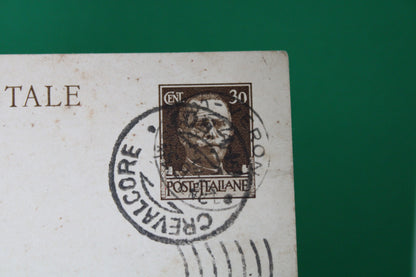 TALE
CENT. 30
POSTE ITALIANE
CREVALCORE